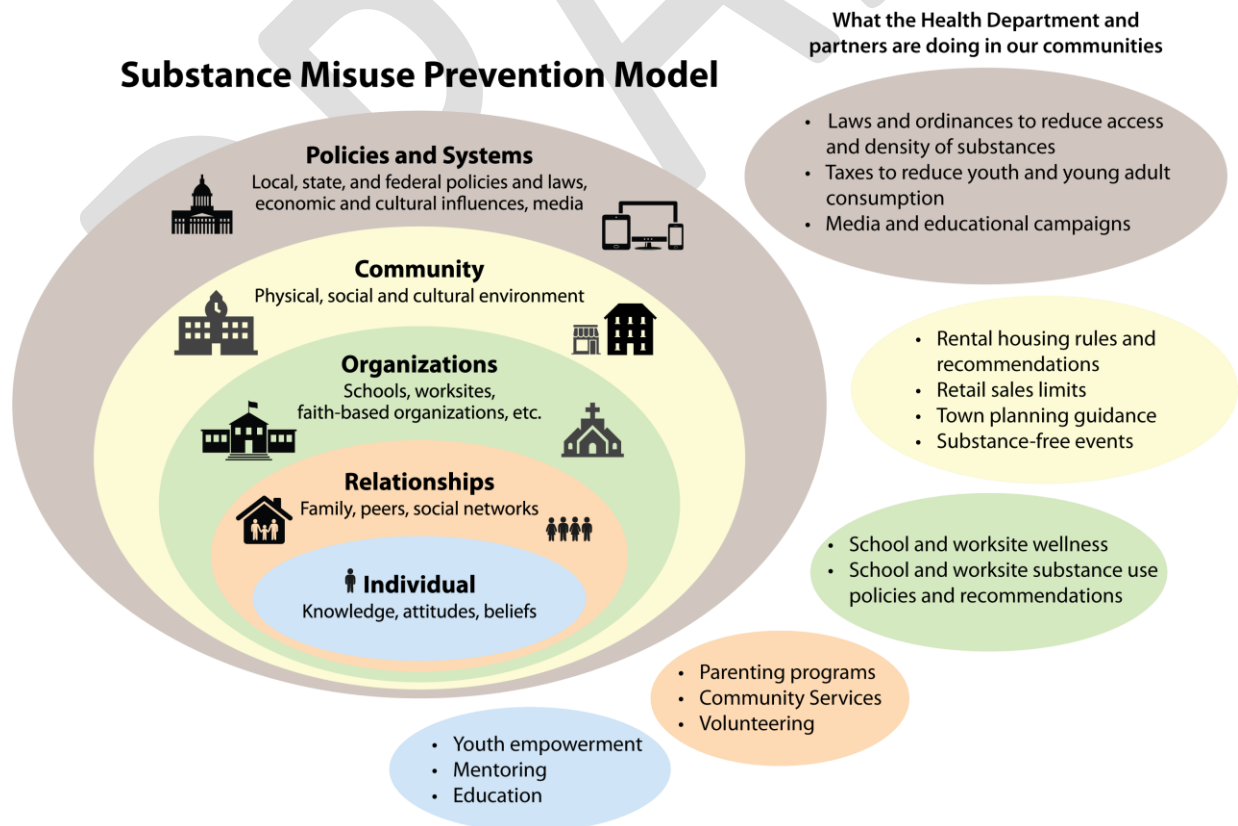 What the Health Department and
partners are doing in our communities
Substance Misuse Prevention Model
Policies and Systems
Local, state, and federal policies and laws,
economic and cultural influences, media
Community
Physical, social and cultural environment
Organizations
Schools, worksites,
faith-based organizations, etc.
Relationships
Family, peers, social networks
Individual
Knowledge, attitudes, beliefs
• Laws and ordinances to reduce access
and density of substances
• Taxes to reduce youth and young adult
consumption
• Media and educational campaigns
• Rental housing rules and
recommendations
• Retail sales limits
• Town planning guidance
• Substance-free events
• School and worksite wellness
• School and worksite substance use
policies and recommendations
• Parenting programs
• Community Services
• Volunteering
• Youth empowerment
• Mentoring
• Education